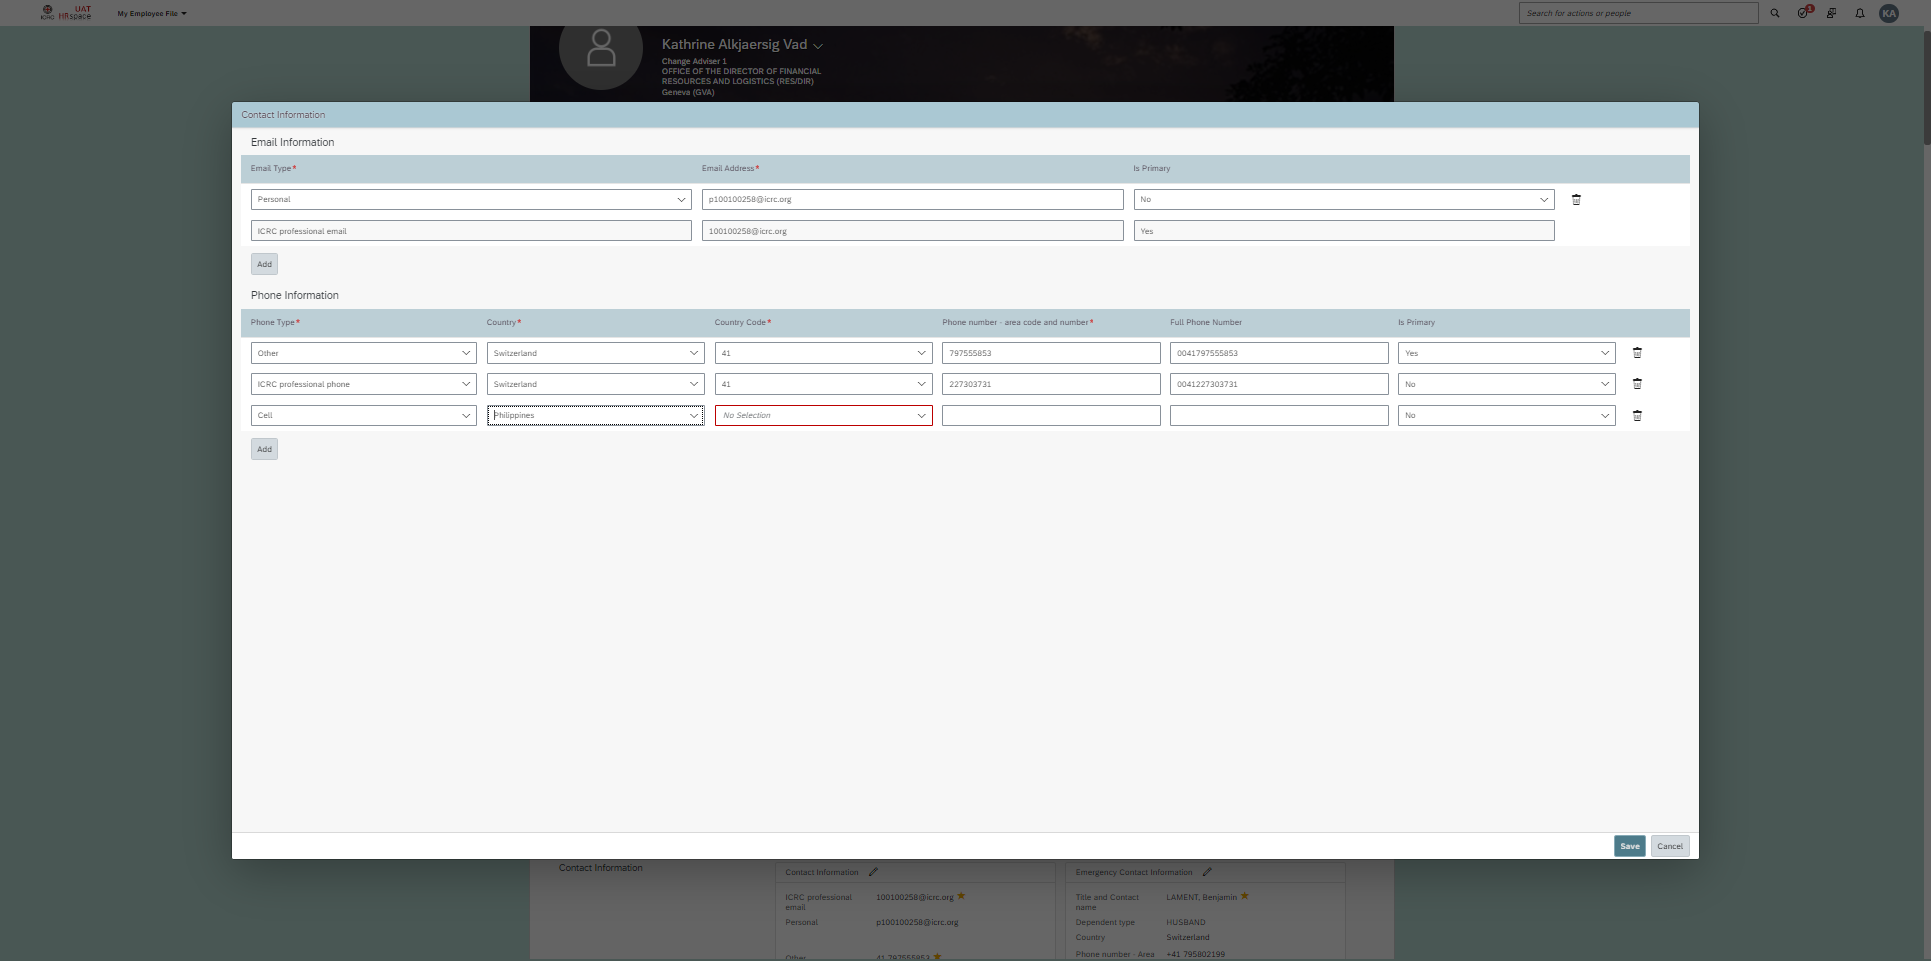 ICRC UAT HRspace
My Employee File
Search for actions or people
1
KA
Kathrine Alkjaersig Vad
Change Adviser 1
OFFICE OF THE DIRECTOR OF FINANCIAL
RESOURCES AND LOGISTICS (RES/DIR)
Geneva (GVA)
Contact Information
Email Information
Email Type* Email Address* Is Primary
Personal p100100258@icrc.org No
ICRC professional email 100100258@icrc.org Yes
Add
Phone Information
Phone Type* Country* Country Code* Phone number - area code and number* Full Phone Number Is Primary
Other Switzerland 41 797555853 0041797555853 Yes
ICRC professional phone Switzerland 41 227303731 0041227303731 No
Cell Philippines No Selection No
Add
Save Cancel
Contact Information
Contact Information
ICRC professional email 100100258@icrc.org
Personal p100100258@icrc.org
Other 41 797555853
Emergency Contact Information
Title and Contact name LAMENT, Benjamin
Dependent type HUSBAND
Country Switzerland
Phone number - Area +41 795802199